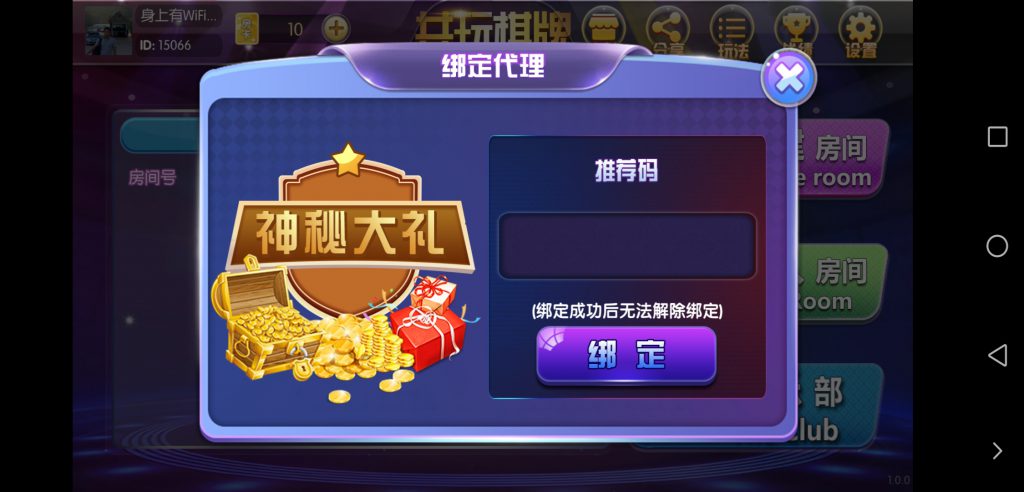 身上有WiFi...
ID: 15066
房卡
10
共玩棋牌
分享
玩法
战绩
设置
绑定代理
房间号
神秘大礼
推荐码
(绑定成功后无法解除绑定)
绑 定
房间
e room
房间
Room
部
club
1.0.0